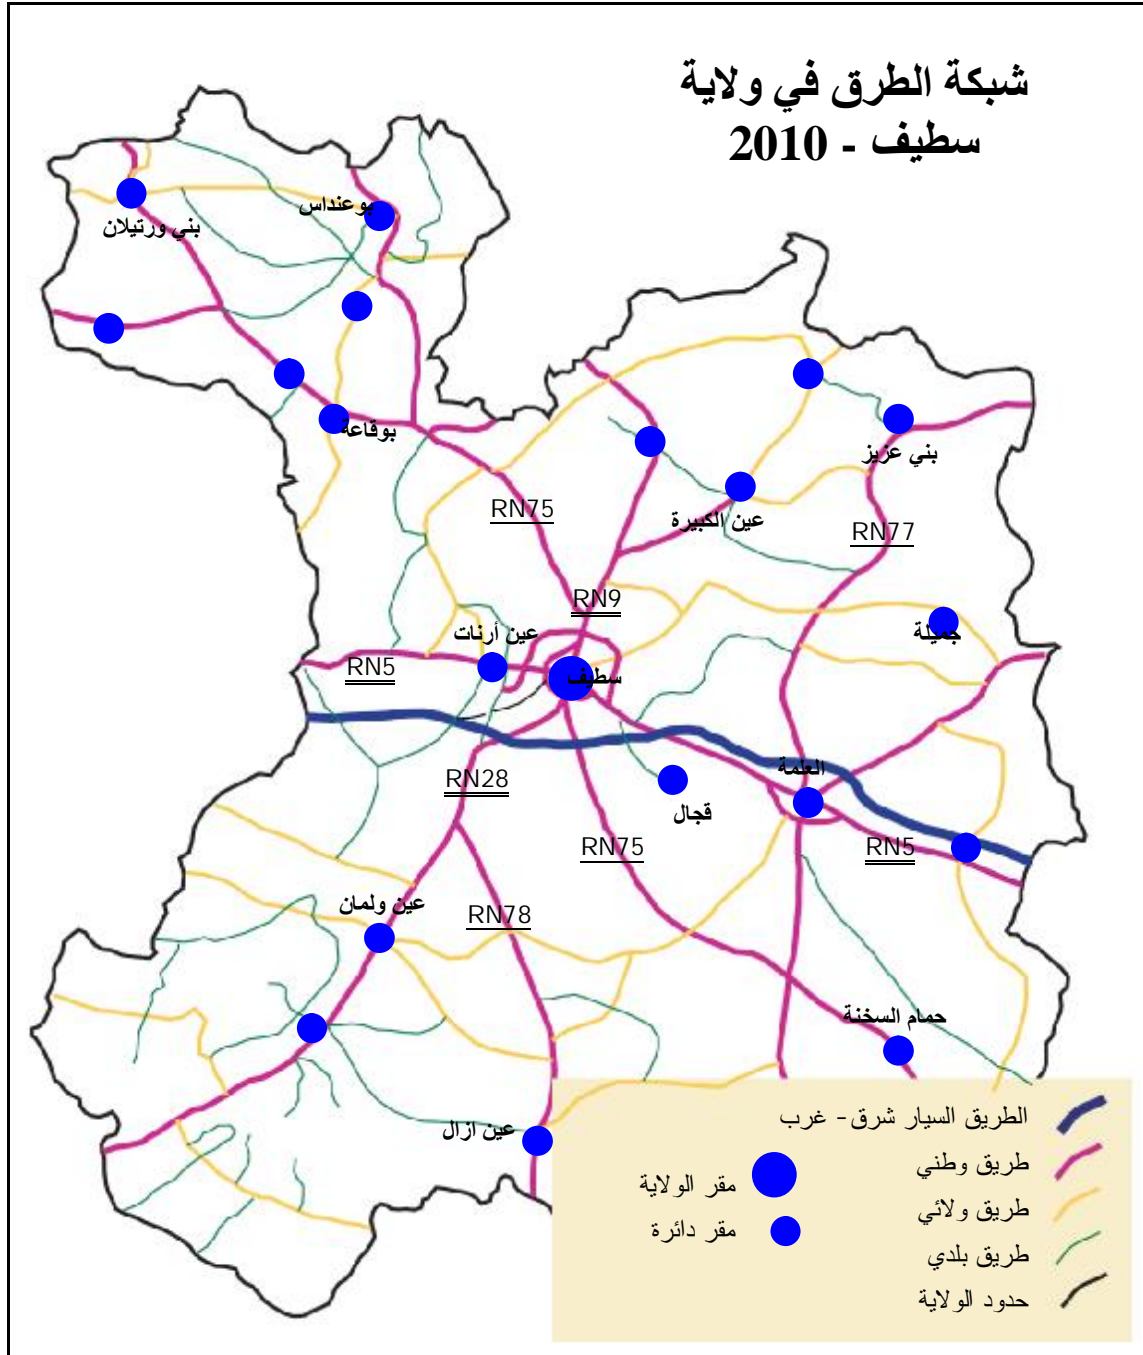 شبكة الطرق في ولاية
سطيف - 2010
بوعنداس
بني ورتيلان
بوقاعة
بني عزيز
RN75
عين الكبيرة
RN77
RN9
جميلة
عين أرنات
RN5
سطيف
RN28
العلمة
قجال
RN75
RN5
عين ولمان
RN78
حمام السخنة
عين ازال
الطريق السيار شرق - غرب
طريق وطني
مقر الولاية
طريق ولائي
مقر دائرة
طريق بلدي
حدود الولاية